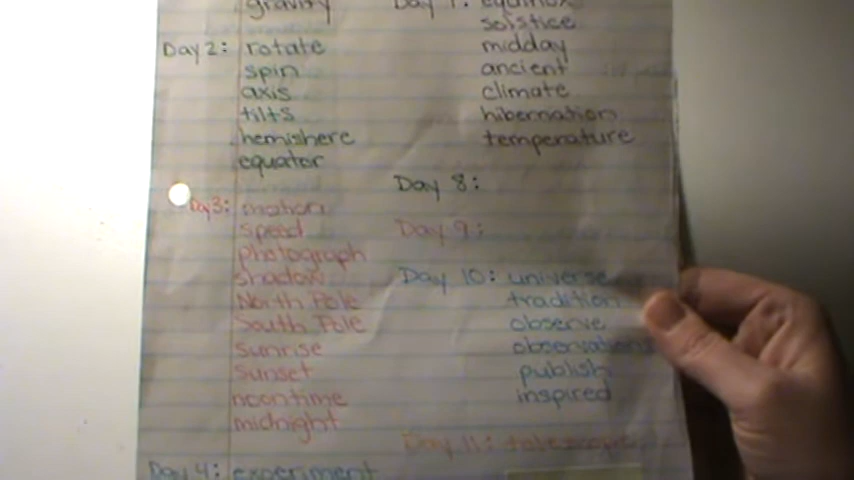 gravity
Day 2: rotate
spin
axis
tilts
hemishere
equator
Day 3: motion
speed
photograph
shadow
North Pole
South Pole
sunrise
sunset
noontime
midnight
Day 4: experiment
Day 7: equinox
solstice
midday
ancient
climate
hibernation
temperature
Day 8:
Day 9:
Day 10: universe
tradition
observe
observations
publish
inspired
Day 11: telescope